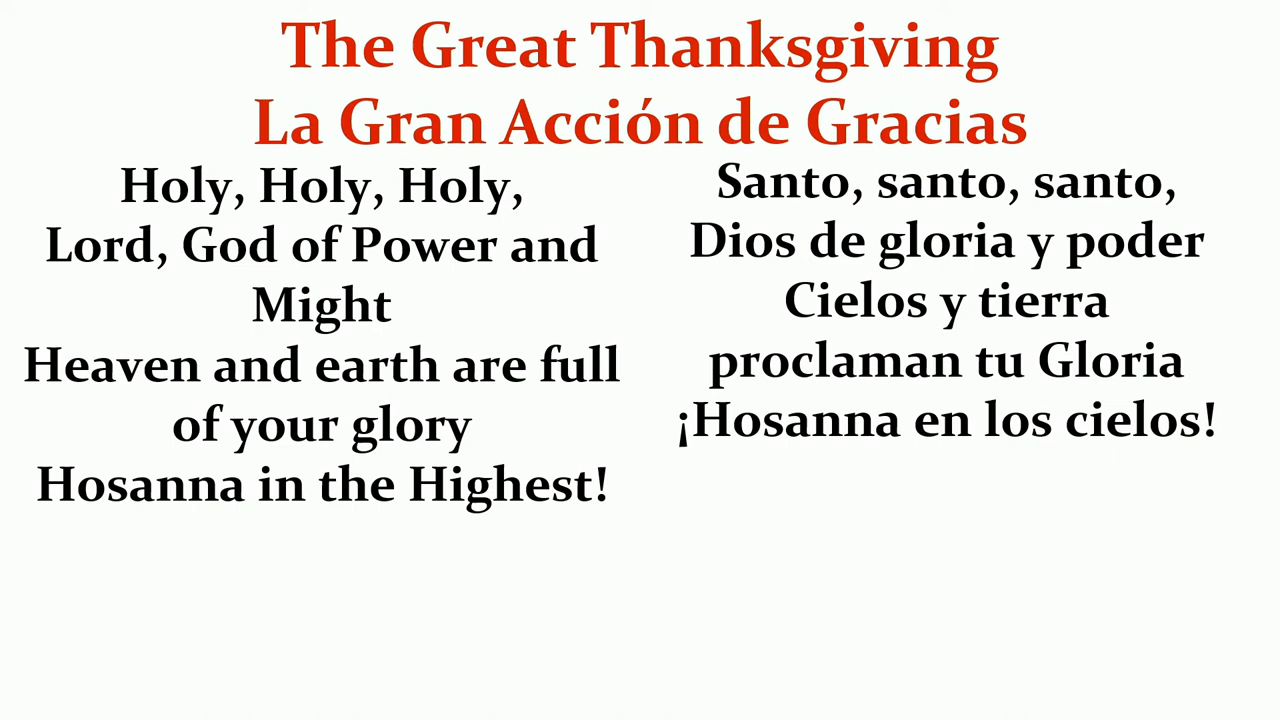 The Great Thanksgiving
La Gran Acción de Gracias
Holy, Holy, Holy,
Lord, God of Power and
Might
Heaven and earth are full
of your glory
Hosanna in the Highest!
Santo, santo, santo,
Dios de gloria y poder
Cielos y tierra
proclaman tu Gloria
¡Hosanna en los cielos!